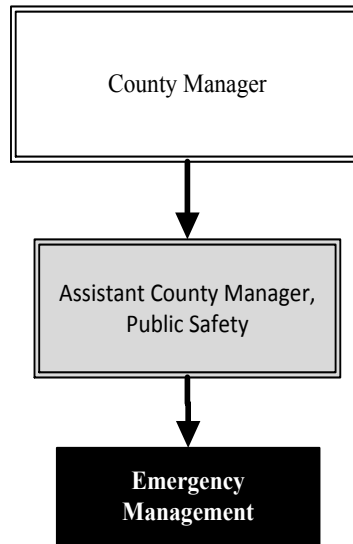 County Manager
Assistant County Manager,
Public Safety
Emergency
Management